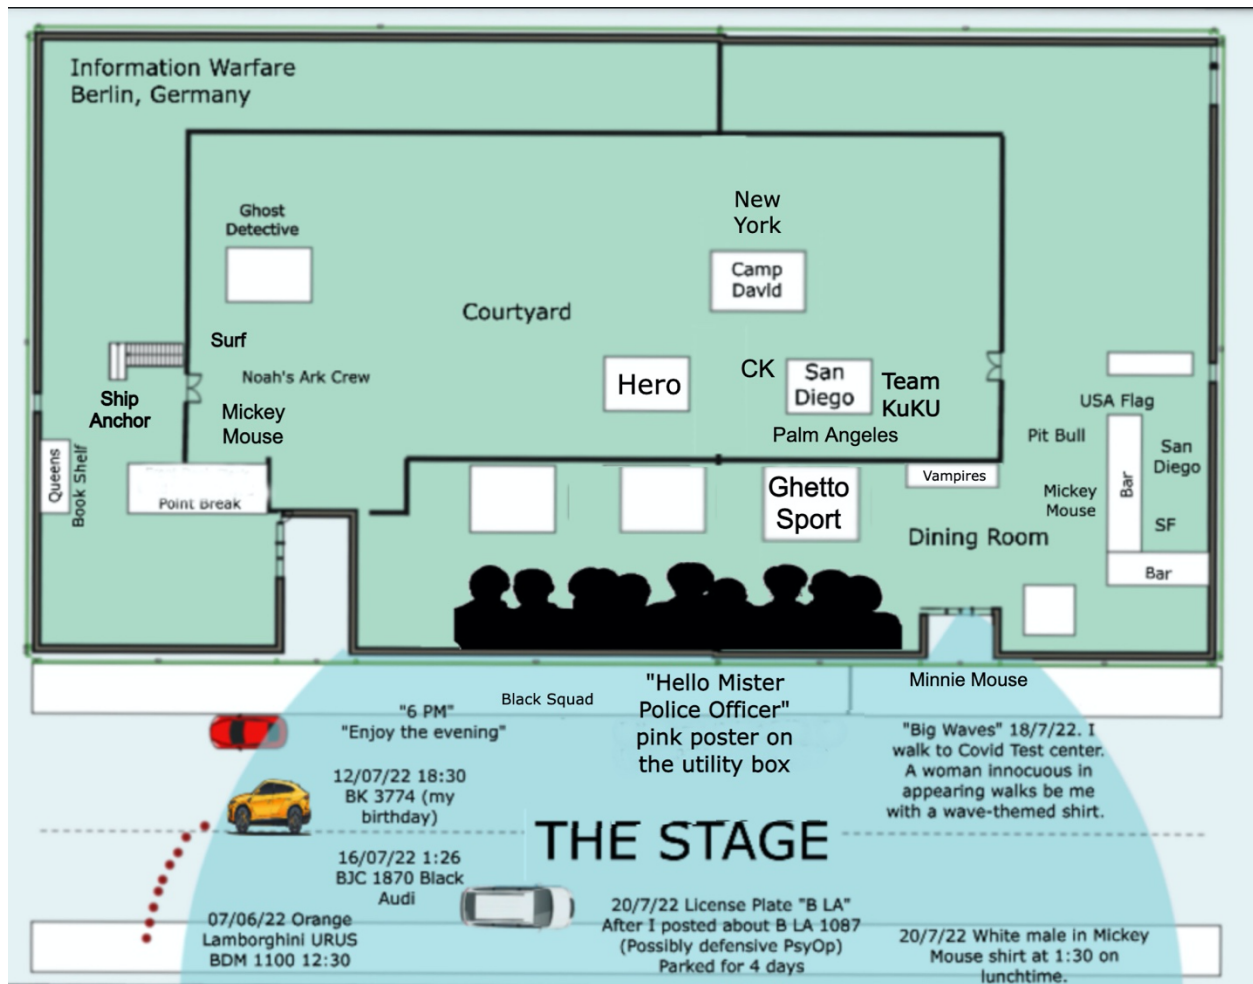 Information Warfare
Berlin, Germany
Ghost
Detective
New
York
Camp
David
Courtyard
Surf
Noah's Ark Crew
Mickey
Mouse
Ship
Anchor
Hero
CK
San
Diego
Team
KuKU
Palm Angeles
USA Flag
Pit Bull
Bar
San
Diego
Mickey
Mouse
SF
Bar
Queens
Book Shelf
Point Break
Vampires
Ghetto
Sport
Dining Room
Black Squad
"Hello Mister
Police Officer"
pink poster on
the utility box
Minnie Mouse
"6 PM"
"Enjoy the evening"
12/07/22 18:30
BK 3774 (my
birthday)
"Big Waves" 18/7/22. I
walk to Covid Test center.
A woman innocuous in
appearing walks be me
with a wave-themed shirt.
THE STAGE
16/07/22 1:26
BJC 1870 Black
Audi
07/06/22 Orange
Lamborghini URUS
BDM 1100 12:30
20/7/22 License Plate "B LA"
After I posted about B LA 1087
(Possibly defensive PsyOp)
Parked for 4 days
20/7/22 White male in Mickey
Mouse shirt at 1:30 on
lunchtime.